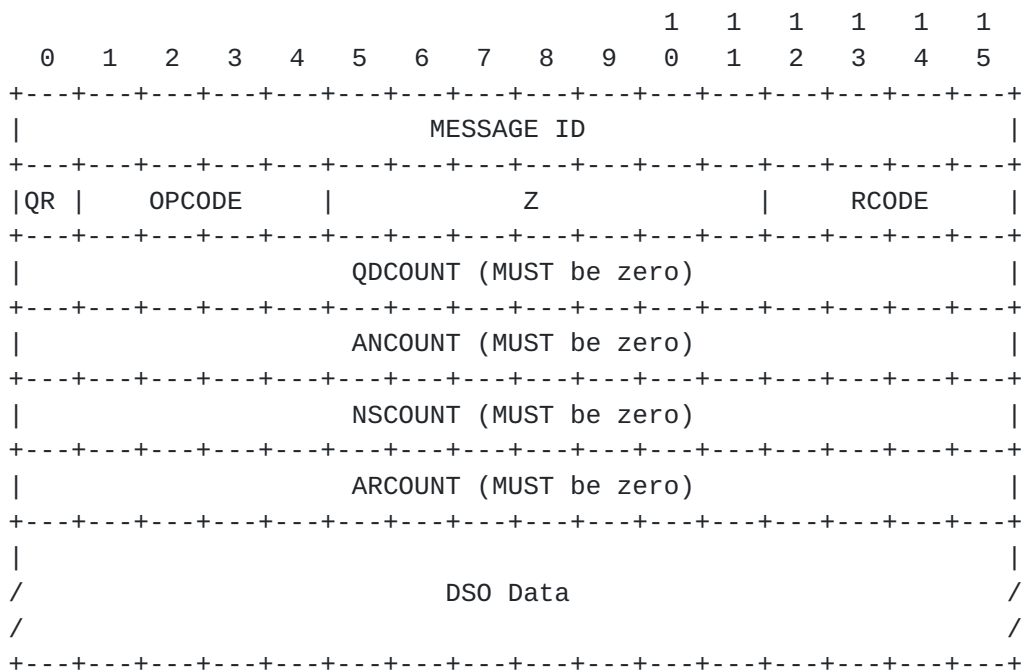 1   1   1   1   1   1
  0   1   2   3   4   5   6   7   8   9   0   1   2   3   4   5
+---+---+---+---+---+---+---+---+---+---+---+---+---+---+---+---+
|                          MESSAGE ID                           |
+---+---+---+---+---+---+---+---+---+---+---+---+---+---+---+---+
|QR |    OPCODE     |            Z              |     RCODE     |
+---+---+---+---+---+---+---+---+---+---+---+---+---+---+---+---+
|                     QDCOUNT (MUST be zero)                    |
+---+---+---+---+---+---+---+---+---+---+---+---+---+---+---+---+
|                     ANCOUNT (MUST be zero)                    |
+---+---+---+---+---+---+---+---+---+---+---+---+---+---+---+---+
|                     NSCOUNT (MUST be zero)                    |
+---+---+---+---+---+---+---+---+---+---+---+---+---+---+---+---+
|                     ARCOUNT (MUST be zero)                    |
+---+---+---+---+---+---+---+---+---+---+---+---+---+---+---+---+
|                                                               |
/                           DSO Data                            /
/                                                               /
+---+---+---+---+---+---+---+---+---+---+---+---+---+---+---+---+